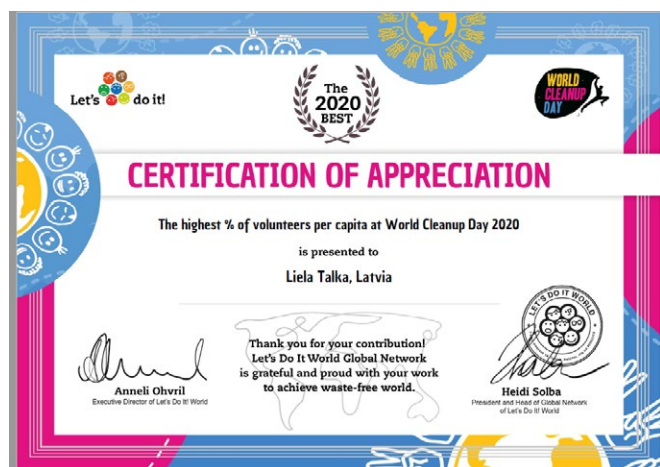 Let's do it!
The
2020
BEST
WORLD
CLEANUP
DAY
CERTIFICATION OF APPRECIATION
The highest % of volunteers per capita at World Cleanup Day 2020
is presented to
Liela Talka, Latvia
Thank you for your contribution!
Let's Do It World Global Network
is grateful and proud with your work
to achieve waste-free world.
Anneli Ohvril
Executive Director of Let's Do It! World
LET'S DO IT WORLD
Heidi Solba
President and Head of Global Network
of Let's Do It! World